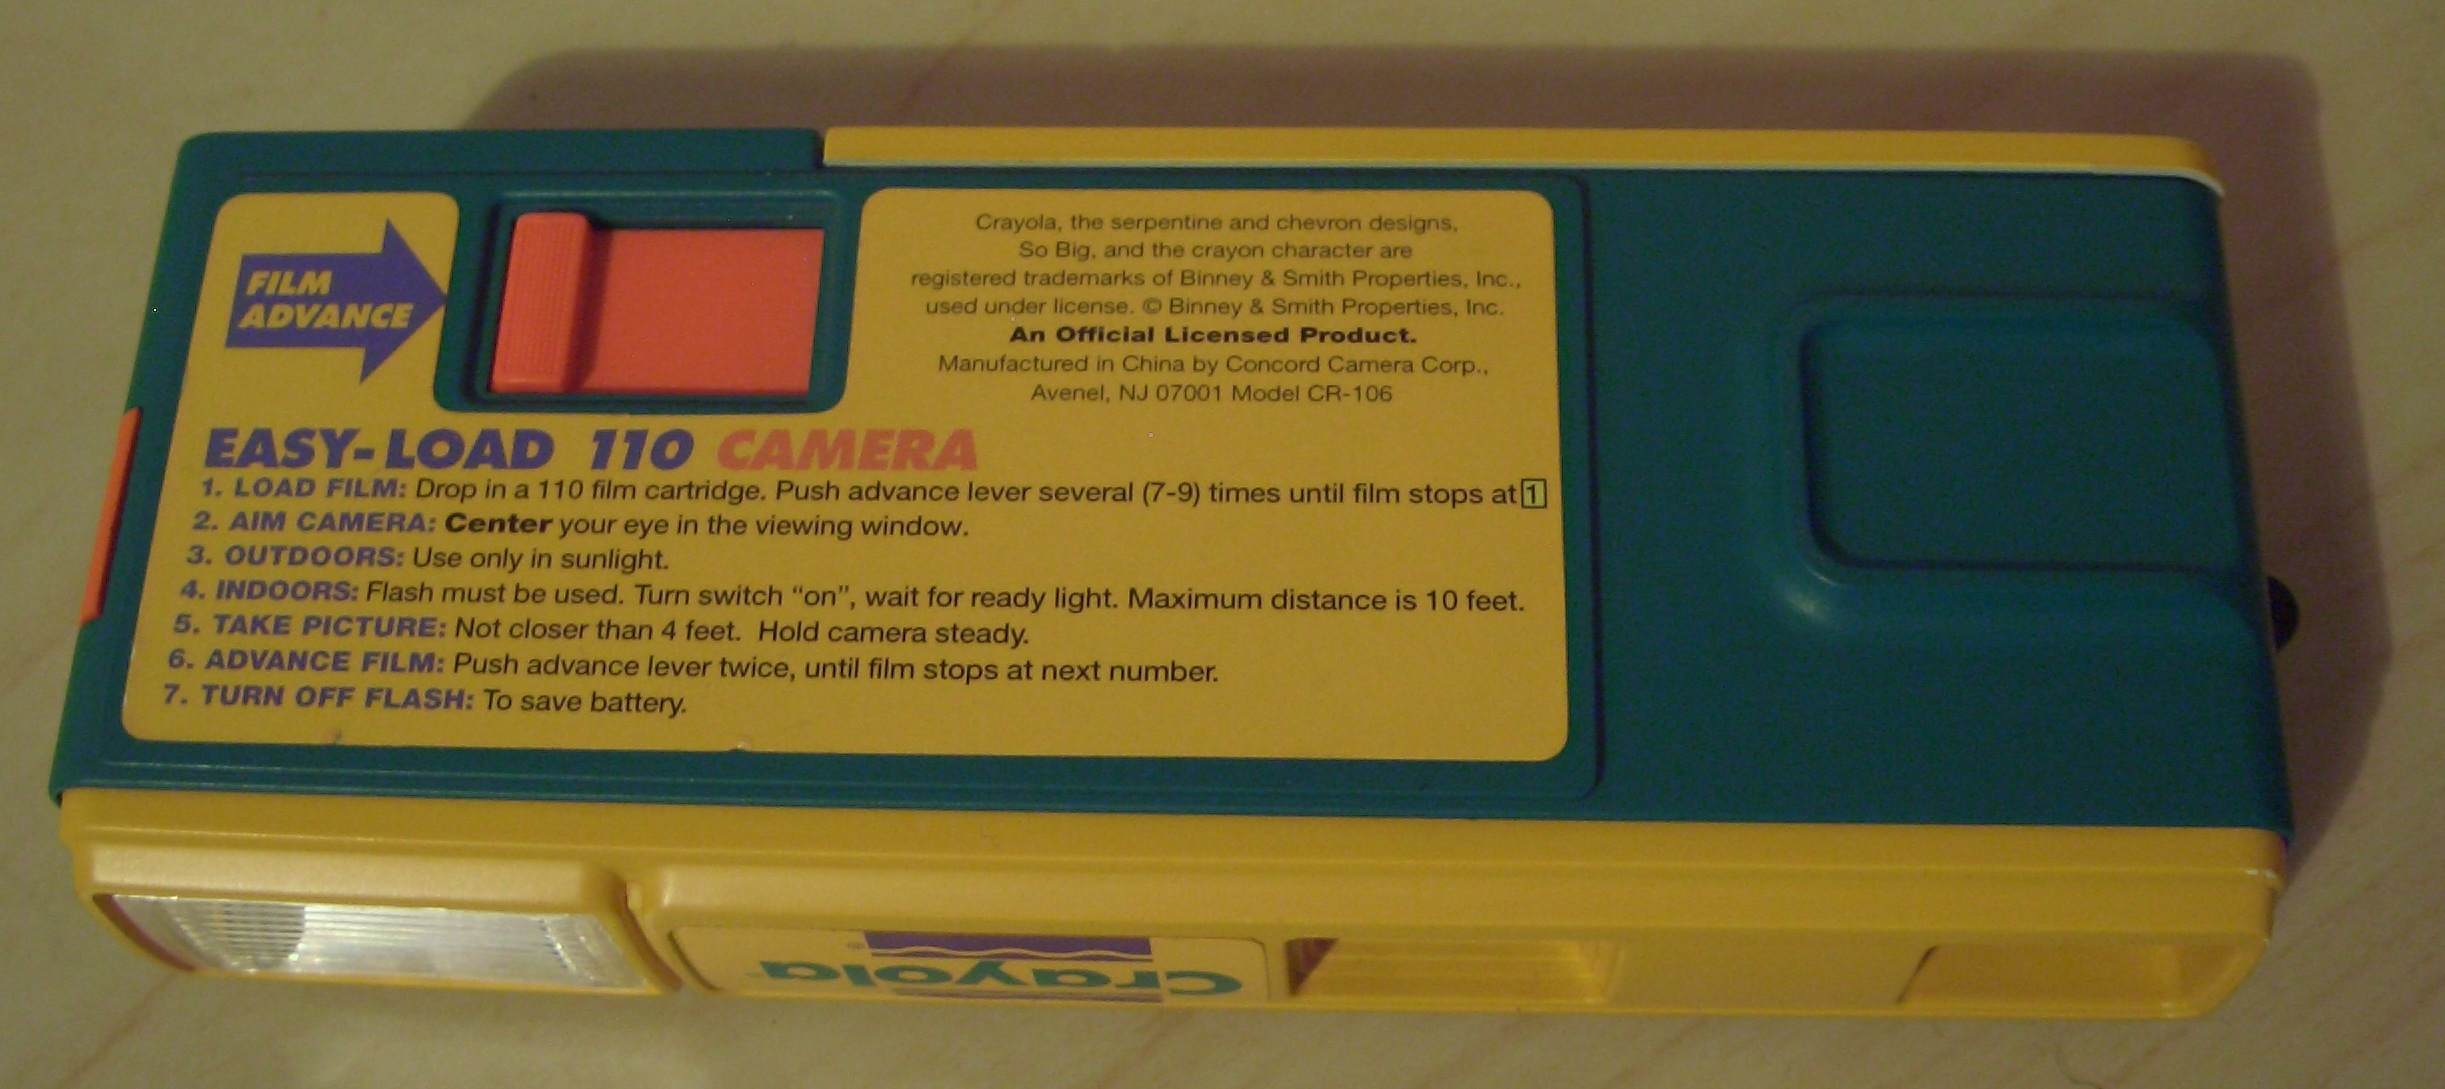 FILM
ADVANCE
Crayola, the serpentine and chevron designs,
So Big, and the crayon character are
registered trademarks of Binney & Smith Properties, Inc.,
used under license. © Binney & Smith Properties, Inc.
An Official Licensed Product.
Manufactured in China by Concord Camera Corp.,
Avenel, NJ 07001 Model CR-106
EASY-LOAD 110 CAMERA
1. LOAD FILM: Drop in a 110 film cartridge. Push advance lever several (7-9) times until film stops at 1
2. AIM CAMERA: Center your eye in the viewing window.
3. OUTDOORS: Use only in sunlight.
4. INDOORS: Flash must be used. Turn switch “on”, wait for ready light. Maximum distance is 10 feet.
5. TAKE PICTURE: Not closer than 4 feet. Hold camera steady.
6. ADVANCE FILM: Push advance lever twice, until film stops at next number.
7. TURN OFF FLASH: To save battery.
Crayola ®